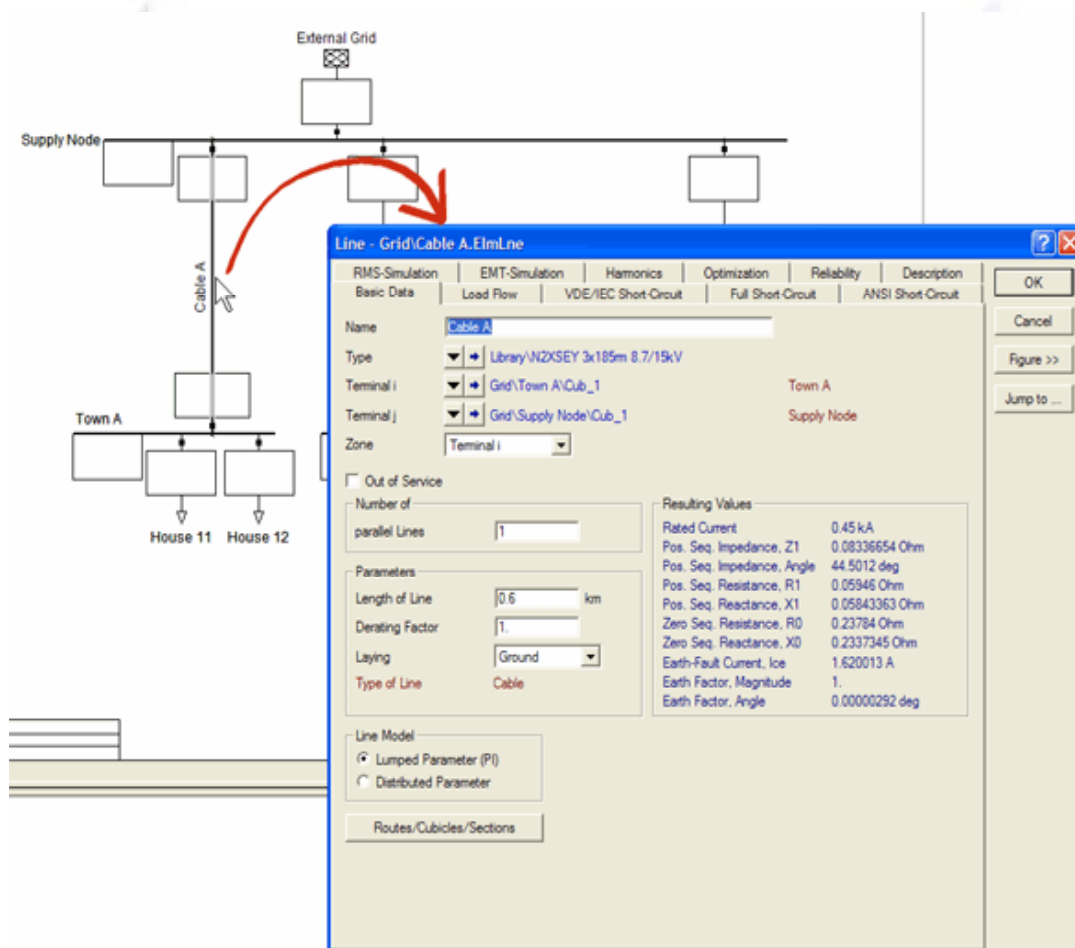 External Grid
Supply Node
Cable A
Town A
House 11
House 12
Line - Grid\Cable A.ElmLne
RMS-Simulation EMT-Simulation Harmonics Optimization Reliability Description
Basic Data Load Flow VDE/IEC Short-Circuit Full Short-Circuit ANSI Short-Circuit
OK
Cancel
Figure >>
Jump to ...
Name Cable A
Type Library\N2XSEY 3x185rm 8.7/15kV
Terminal i Grid\Town A\Cub_1 Town A
Terminal j Grid\Supply Node\Cub_1 Supply Node
Zone Terminal i
Out of Service
Number of
parallel Lines 1
Parameters
Length of Line 0.6 km
Derating Factor 1.
Laying Ground
Type of Line Cable
Resulting Values
Rated Current 0.45 kA
Pos. Seq. Impedance, Z1 0.08336654 Ohm
Pos. Seq. Impedance, Angle 44.5012 deg
Pos. Seq. Resistance, R1 0.05946 Ohm
Pos. Seq. Reactance, X1 0.05843363 Ohm
Zero Seq. Resistance, R0 0.23784 Ohm
Zero Seq. Reactance, X0 0.2337345 Ohm
Earth-Fault Current, Ice 1.620013 A
Earth Factor, Magnitude 1.
Earth Factor, Angle 0.00000292 deg
Line Model
Lumped Parameter (PI)
Distributed Parameter
Routes/Cubicles/Sections